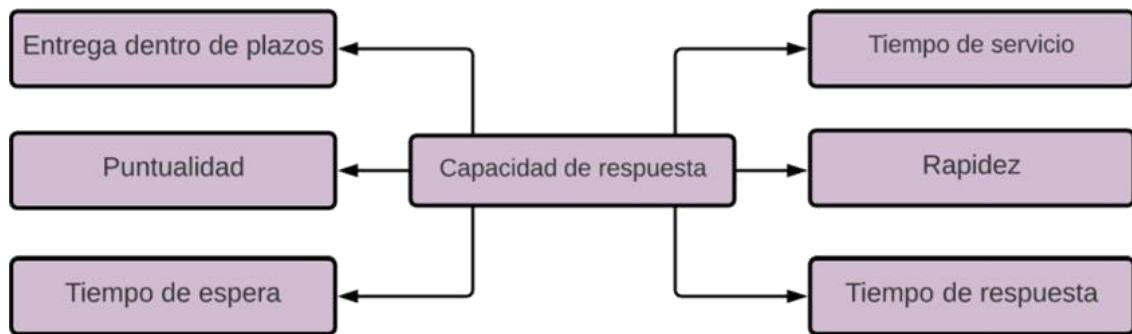 Entrega dentro de plazos
Tiempo de servicio
Puntualidad
Capacidad de respuesta
Rapidez
Tiempo de espera
Tiempo de respuesta